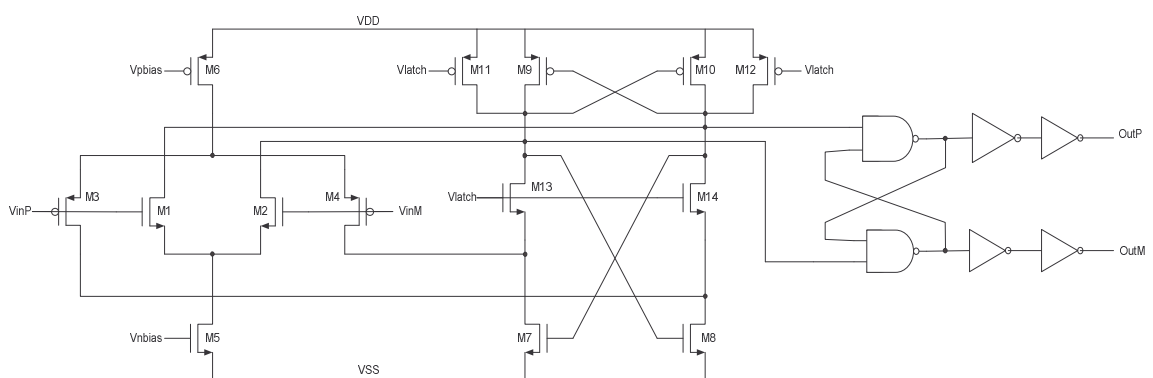 VDD
Vpbias
M6
Vlatch
M11
M9
M10
M12
Vlatch
OutP
M3
M4
Vlatch
M13
M14
VinP
M1
M2
VinM
OutM
Vnbias
M5
M7
M8
VSS